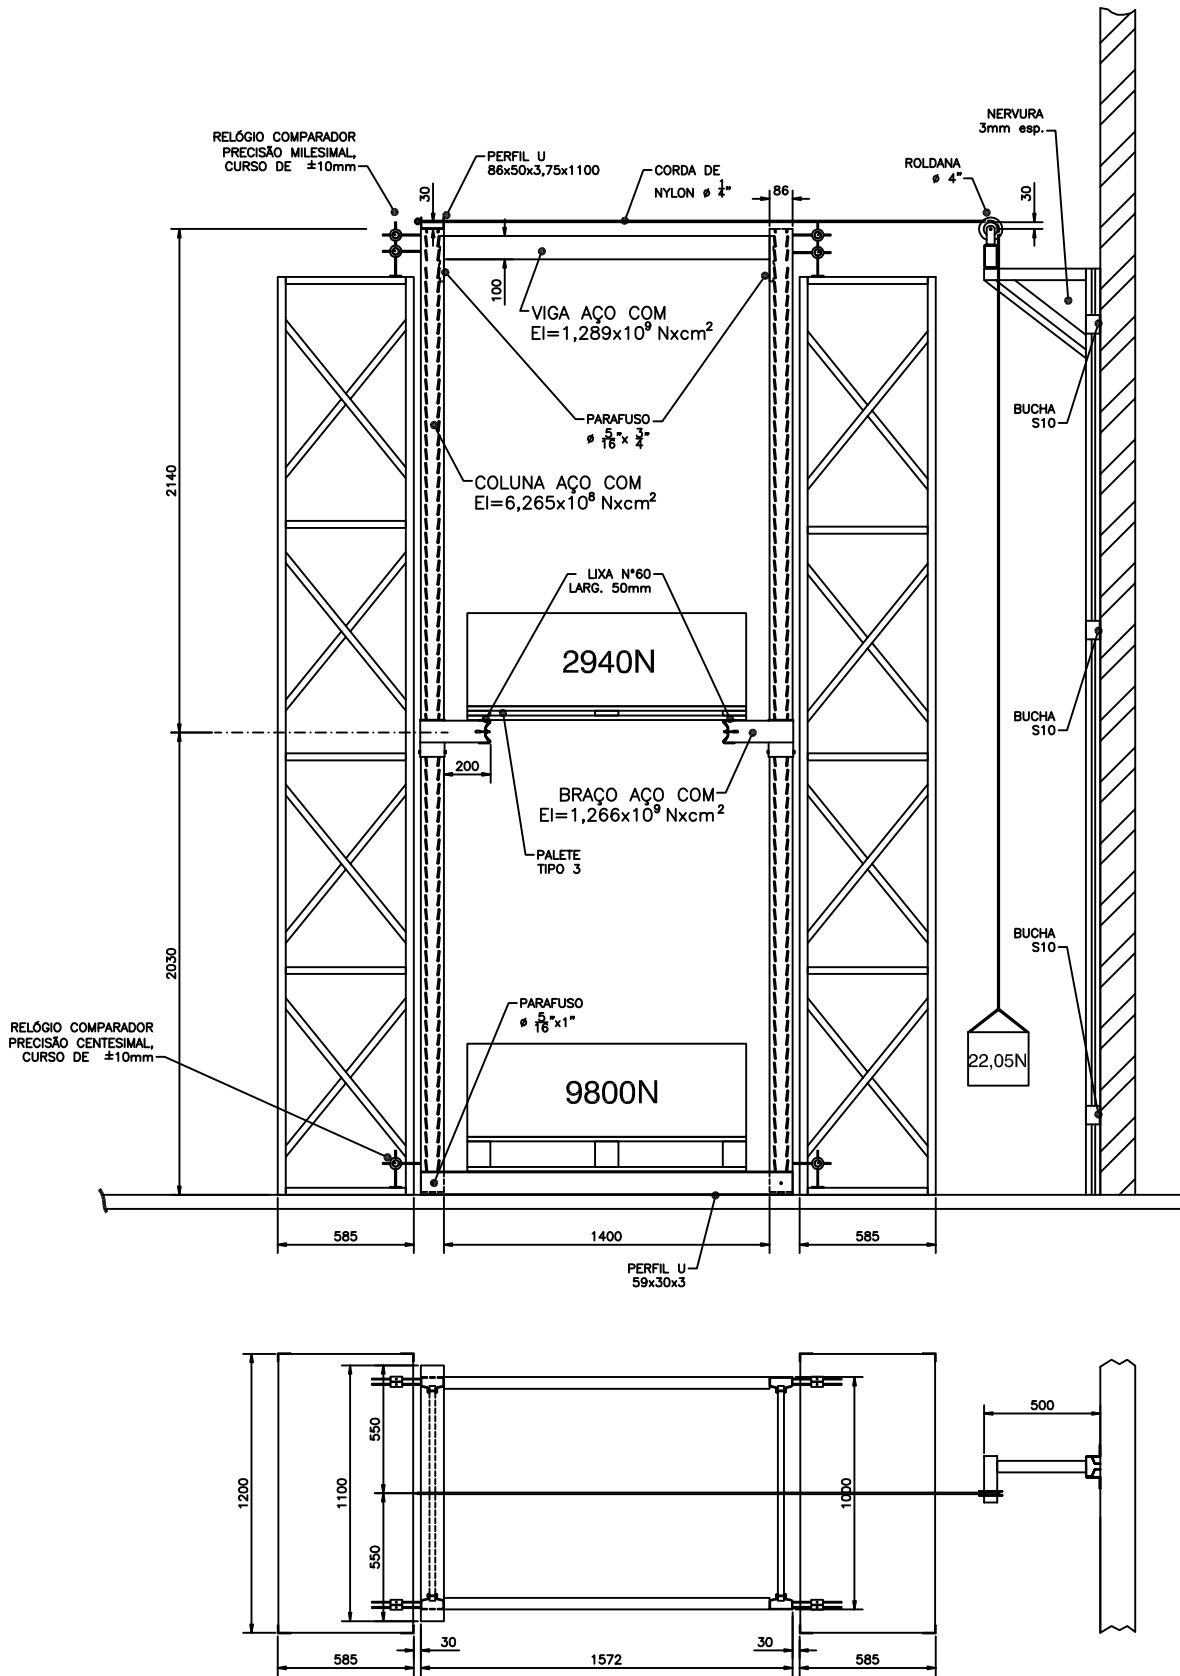 NERVURA
3mm esp.
RELÓGIO COMPARADOR
PRECISÃO MILESIMAL,
CURSO DE ±10mm
PERFIL U
86x50x3,75x1100
CORDA DE
NYLON ø 1/4"
ROLDANA
ø 4"
30
86
30
100
VIGA AÇO COM
EI=1,289x10⁹ Nxcm²
PARAFUSO
ø 5/16"x 3/4"
BUCHA
S10
2140
COLUNA AÇO COM
EI=6,265x10⁸ Nxcm²
LIXA N°60
LARG. 50mm
2940N
BUCHA
S10
200
BRAÇO AÇO COM
EI=1,266x10⁹ Nxcm²
PALETE
TIPO 3
2030
BUCHA
S10
PARAFUSO
ø 5/16"x1"
RELÓGIO COMPARADOR
PRECISÃO CENTESIMAL,
CURSO DE ±10mm
22,05N
9800N
585
1400
585
PERFIL U
59x30x3
500
550
1200
1100
1000
550
30
30
585
1572
585